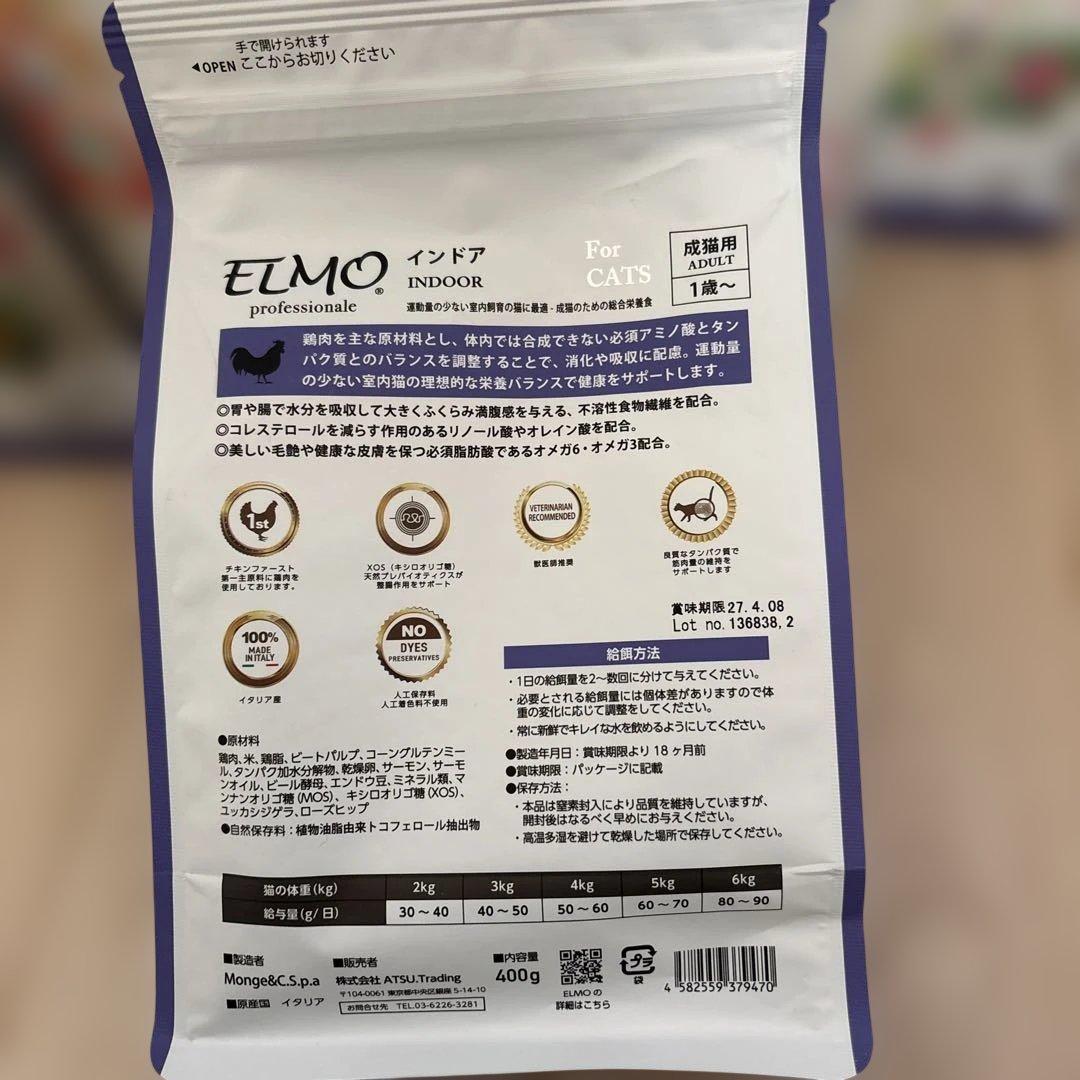 手で開けられます
◀OPEN ここからお切りください
ELMO®
professionale
インドア
INDOOR
For
CATS
成猫用
ADULT
1歳〜
運動量の少ない室内飼育の猫に最適 - 成猫のための総合栄養食
鶏肉を主な原材料とし、体内では合成できない必須アミノ酸とタン
パク質とのバランスを調整することで、消化や吸収に配慮。運動量
の少ない室内猫の理想的な栄養バランスで健康をサポートします。
◎胃や腸で水分を吸収して大きくふくらみ満腹感を与える、不溶性食物繊維を配合。
◎コレステロールを減らす作用のあるリノール酸やオレイン酸を配合。
◎美しい毛艶や健康な皮膚を保つ必須脂肪酸であるオメガ6・オメガ3配合。
1st
チキンファースト
第一主原料に鶏肉を
使用しております。
XOS（キシロオリゴ糖）
天然プレバイオティクスが
整腸作用をサポート
VETERINARIAN
RECOMMENDED
獣医師推奨
良質なタンパク質で
筋肉量の維持を
サポートします
100%
MADE
IN ITALY
イタリア産
NO
DYES
PRESERVATIVES
人工保存料
人工着色料不使用
賞味期限27.4.08
Lot no.136838,2
●原材料
鶏肉、米、鶏脂、ビートパルプ、コーングルテンミー
ル、タンパク加水分解物、乾燥卵、サーモン、サーモ
ンオイル、ビール酵母、エンドウ豆、ミネラル類、マ
ンナンオリゴ糖（MOS）、キシロオリゴ糖（XOS）、
ユッカシジゲラ、ローズヒップ
●自然保存料：植物油脂由来トコフェロール抽出物
給餌方法
・1日の給餌量を2〜数回に分けて与えてください。
・必要とされる給餌量には個体差がありますので体
重の変化に応じて調整をしてください。
・常に新鮮でキレイな水を飲めるようにしてください。
●製造年月日：賞味期限より18ヶ月前
●賞味期限：パッケージに記載
●保存方法：
・本品は窒素封入により品質を維持していますが、
開封後はなるべく早めにお与えください。
・高温多湿を避けて乾燥した場所で保存してください。
猫の体重(kg) 2kg 3kg 4kg 5kg 6kg
給与量(g/日) 30〜40 40〜50 50〜60 60〜70 80〜90
■製造者
Monge&C.S.p.a
■原産国 イタリア
■販売者
株式会社 ATSU.Trading
〒104-0061 東京都中央区銀座 5-14-10
お問合せ先 TEL.03-6226-3281
■内容量
400g
ELMOの
詳細はこちら
プラ
袋
4 582559 379470